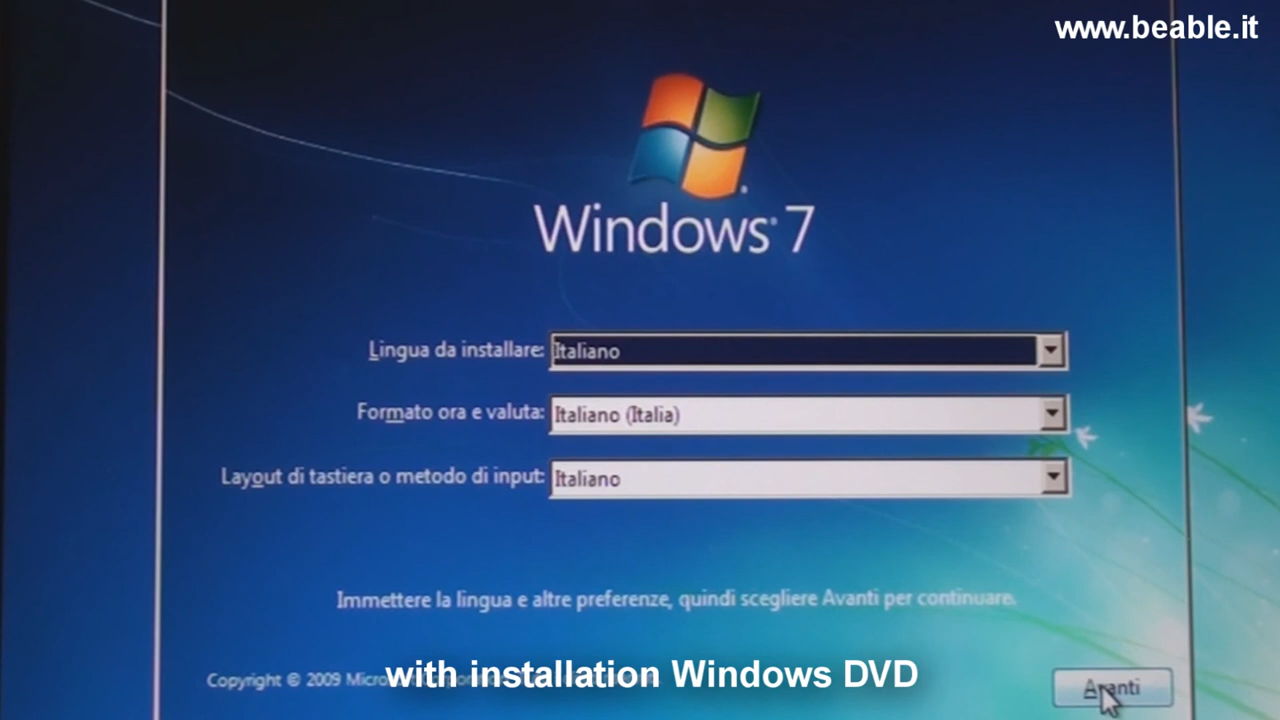 www.beable.it
Windows® 7
Lingua da installare: Italiano
Formato ora e valuta: Italiano (Italia)
Layout di tastiera o metodo di input: Italiano
Immettere la lingua e altre preferenze, quindi scegliere Avanti per continuare.
with installation Windows DVD
Copyright © 2009
Avanti